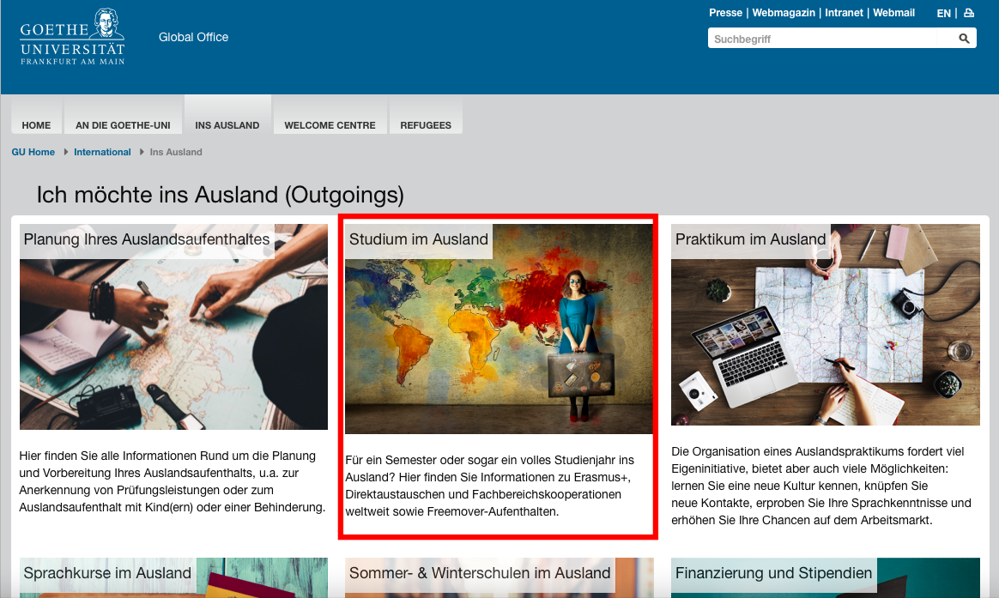 GOETHE
UNIVERSITÄT
FRANKFURT AM MAIN
Global Office
Presse | Webmagazin | Intranet | Webmail EN |
Suchbegriff
HOME
AN DIE GOETHE-UNI
INS AUSLAND
WELCOME CENTRE
REFUGEES
GU Home International Ins Ausland
Ich möchte ins Ausland (Outgoings)
Planung Ihres Auslandsaufenthaltes
Hier finden Sie alle Informationen Rund um die Planung
und Vorbereitung Ihres Auslandsaufenthalts, u.a. zur
Anerkennung von Prüfungsleistungen oder zum
Auslandsaufenthalt mit Kind(ern) oder einer Behinderung.
Studium im Ausland
Für ein Semester oder sogar ein volles Studienjahr ins
Ausland? Hier finden Sie Informationen zu Erasmus+,
Direktaustauschen und Fachbereichskooperationen
weltweit sowie Freemover-Aufenthalten.
Praktikum im Ausland
Die Organisation eines Auslandspraktikums fordert viel
Eigeninitiative, bietet aber auch viele Möglichkeiten:
lernen Sie eine neue Kultur kennen, knüpfen Sie
neue Kontakte, erproben Sie Ihre Sprachkenntnisse und
erhöhen Sie Ihre Chancen auf dem Arbeitsmarkt.
Sprachkurse im Ausland
Sommer- & Winterschulen im Ausland
Finanzierung und Stipendien